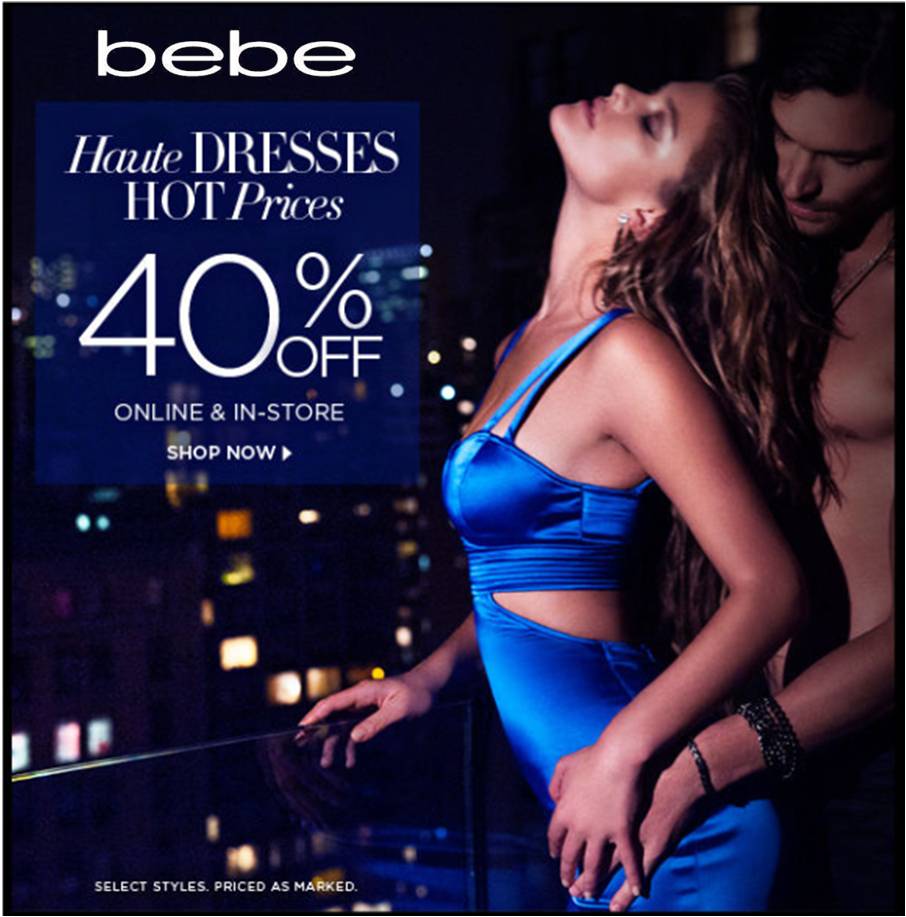 bebe
Haute DRESSES
HOT Prices
40% OFF
ONLINE & IN-STORE
SHOP NOW
SELECT STYLES. PRICED AS MARKED.